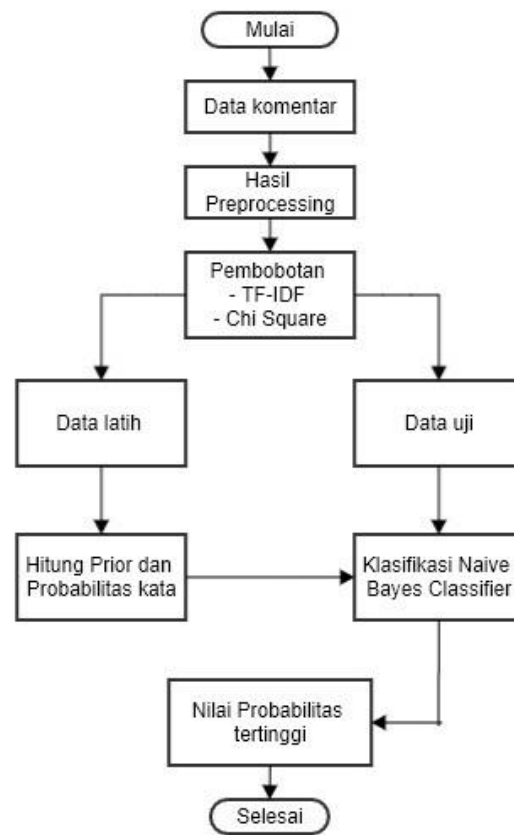 Mulai
Data komentar
Hasil
Preprocessing
Pembobotan
- TF-IDF
- Chi Square
Data latih
Data uji
Hitung Prior dan
Probabilitas kata
Klasifikasi Naive
Bayes Classifier
Nilai Probabilitas
tertinggi
Selesai